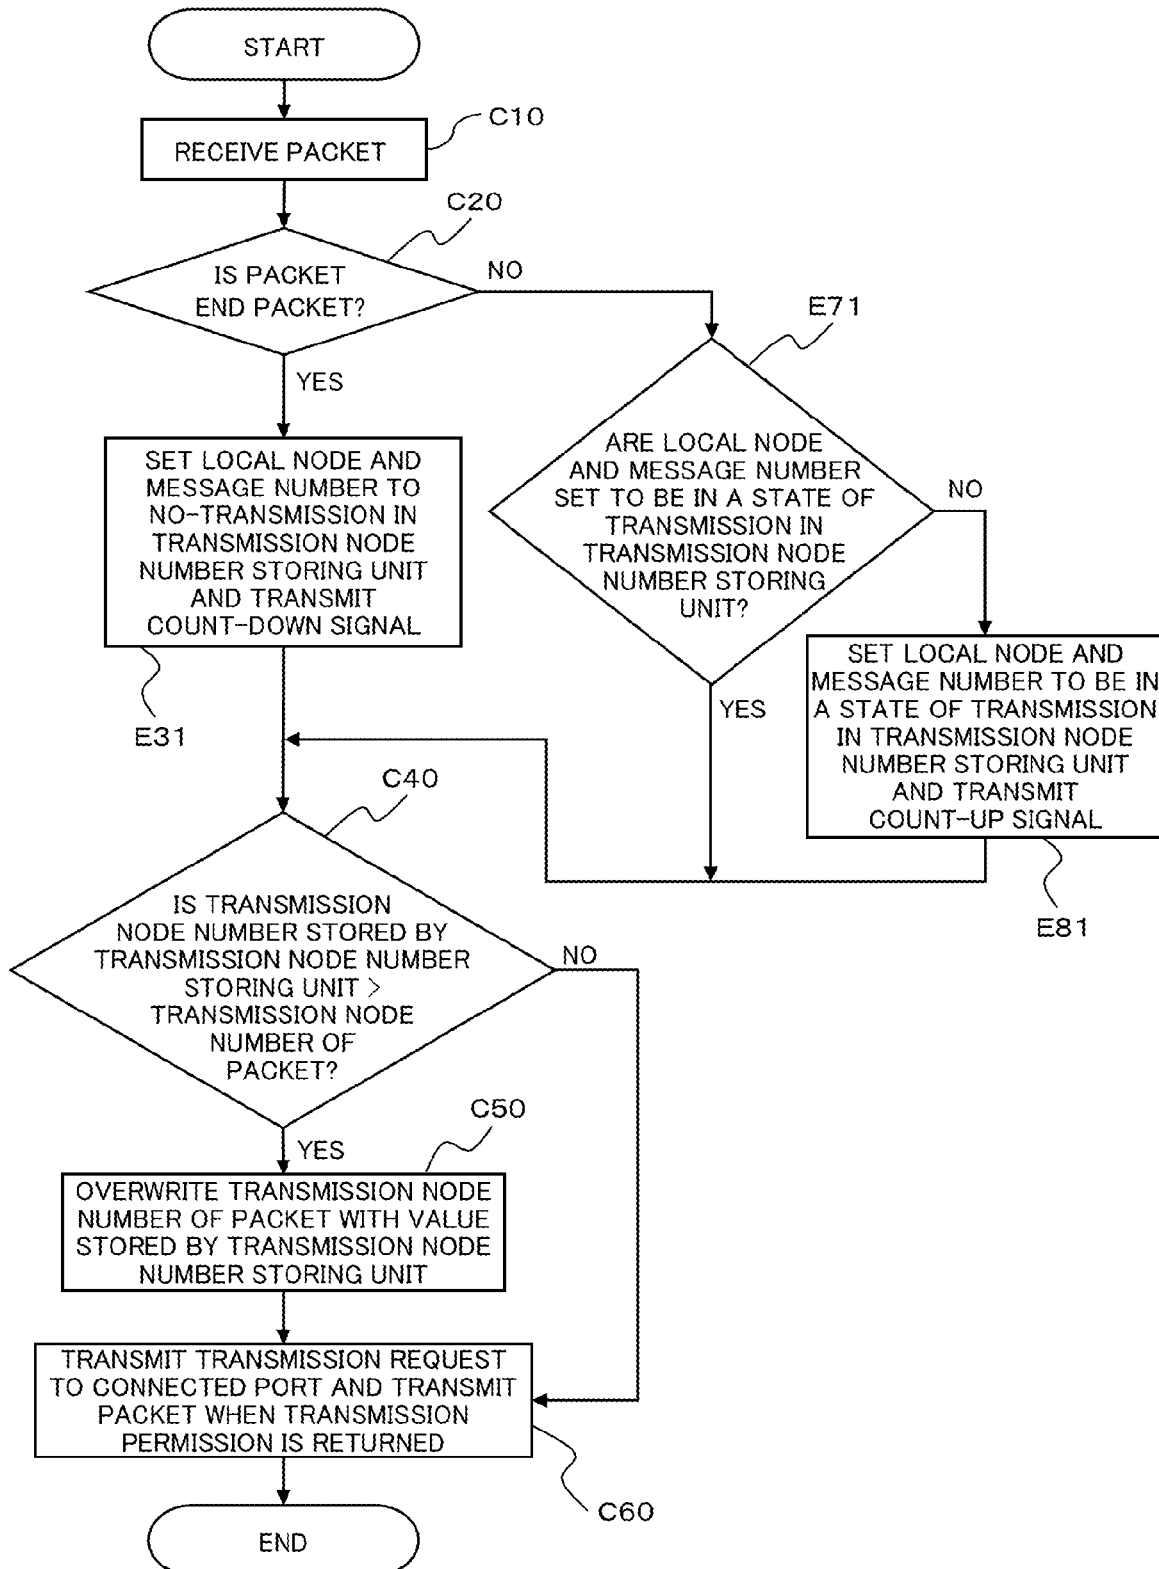 START
C10
RECEIVE PACKET
C20
IS PACKET
END PACKET?
NO
YES
E71
ARE LOCAL NODE
AND MESSAGE NUMBER
SET TO BE IN A STATE OF
TRANSMISSION IN
TRANSMISSION NODE
NUMBER STORING
UNIT?
NO
YES
SET LOCAL NODE AND
MESSAGE NUMBER TO
NO-TRANSMISSION IN
TRANSMISSION NODE
NUMBER STORING UNIT
AND TRANSMIT
COUNT-DOWN SIGNAL
E31
SET LOCAL NODE AND
MESSAGE NUMBER TO BE IN
A STATE OF TRANSMISSION
IN TRANSMISSION NODE
NUMBER STORING UNIT
AND TRANSMIT
COUNT-UP SIGNAL
E81
C40
IS TRANSMISSION
NODE NUMBER STORED BY
TRANSMISSION NODE NUMBER
STORING UNIT >
TRANSMISSION NODE
NUMBER OF
PACKET?
NO
YES
C50
OVERWRITE TRANSMISSION NODE
NUMBER OF PACKET WITH VALUE
STORED BY TRANSMISSION NODE
NUMBER STORING UNIT
TRANSMIT TRANSMISSION REQUEST
TO CONNECTED PORT AND TRANSMIT
PACKET WHEN TRANSMISSION
PERMISSION IS RETURNED
C60
END